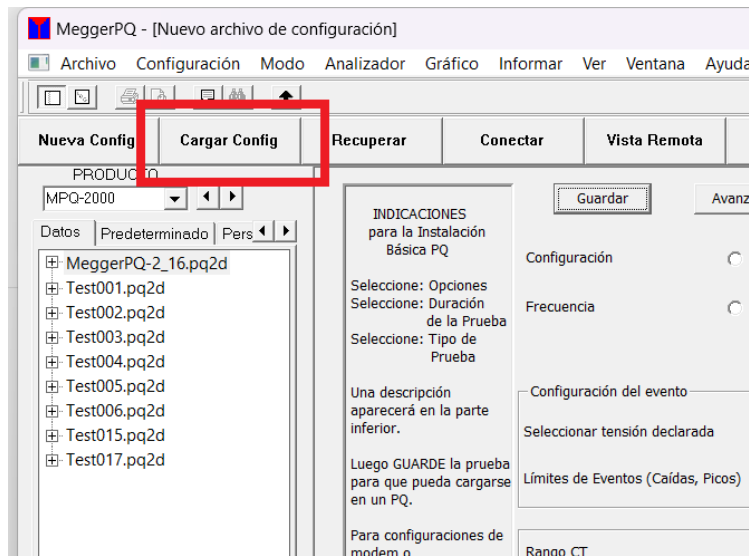 MeggerPQ - [Nuevo archivo de configuración]
Archivo Configuración Modo Analizador Gráfico Informar Ver Ventana Ayuda
Nueva Config Cargar Config Recuperar Conectar Vista Remota
PRODUCTO
MPQ-2000
Datos Predeterminado Pers
MeggerPQ-2_16.pq2d
Test001.pq2d
Test002.pq2d
Test003.pq2d
Test004.pq2d
Test005.pq2d
Test006.pq2d
Test015.pq2d
Test017.pq2d
INDICACIONES
para la Instalación
Básica PQ
Seleccione: Opciones
Seleccione: Duración
de la Prueba
Seleccione: Tipo de
Prueba
Una descripción
aparecerá en la parte
inferior.
Luego GUARDE la prueba
para que pueda cargarse
en un PQ.
Para configuraciones de
modem o
Guardar Avanz
Configuración
Frecuencia
Configuración del evento
Seleccionar tensión declarada
Límites de Eventos (Caídas, Picos)
Rango CT